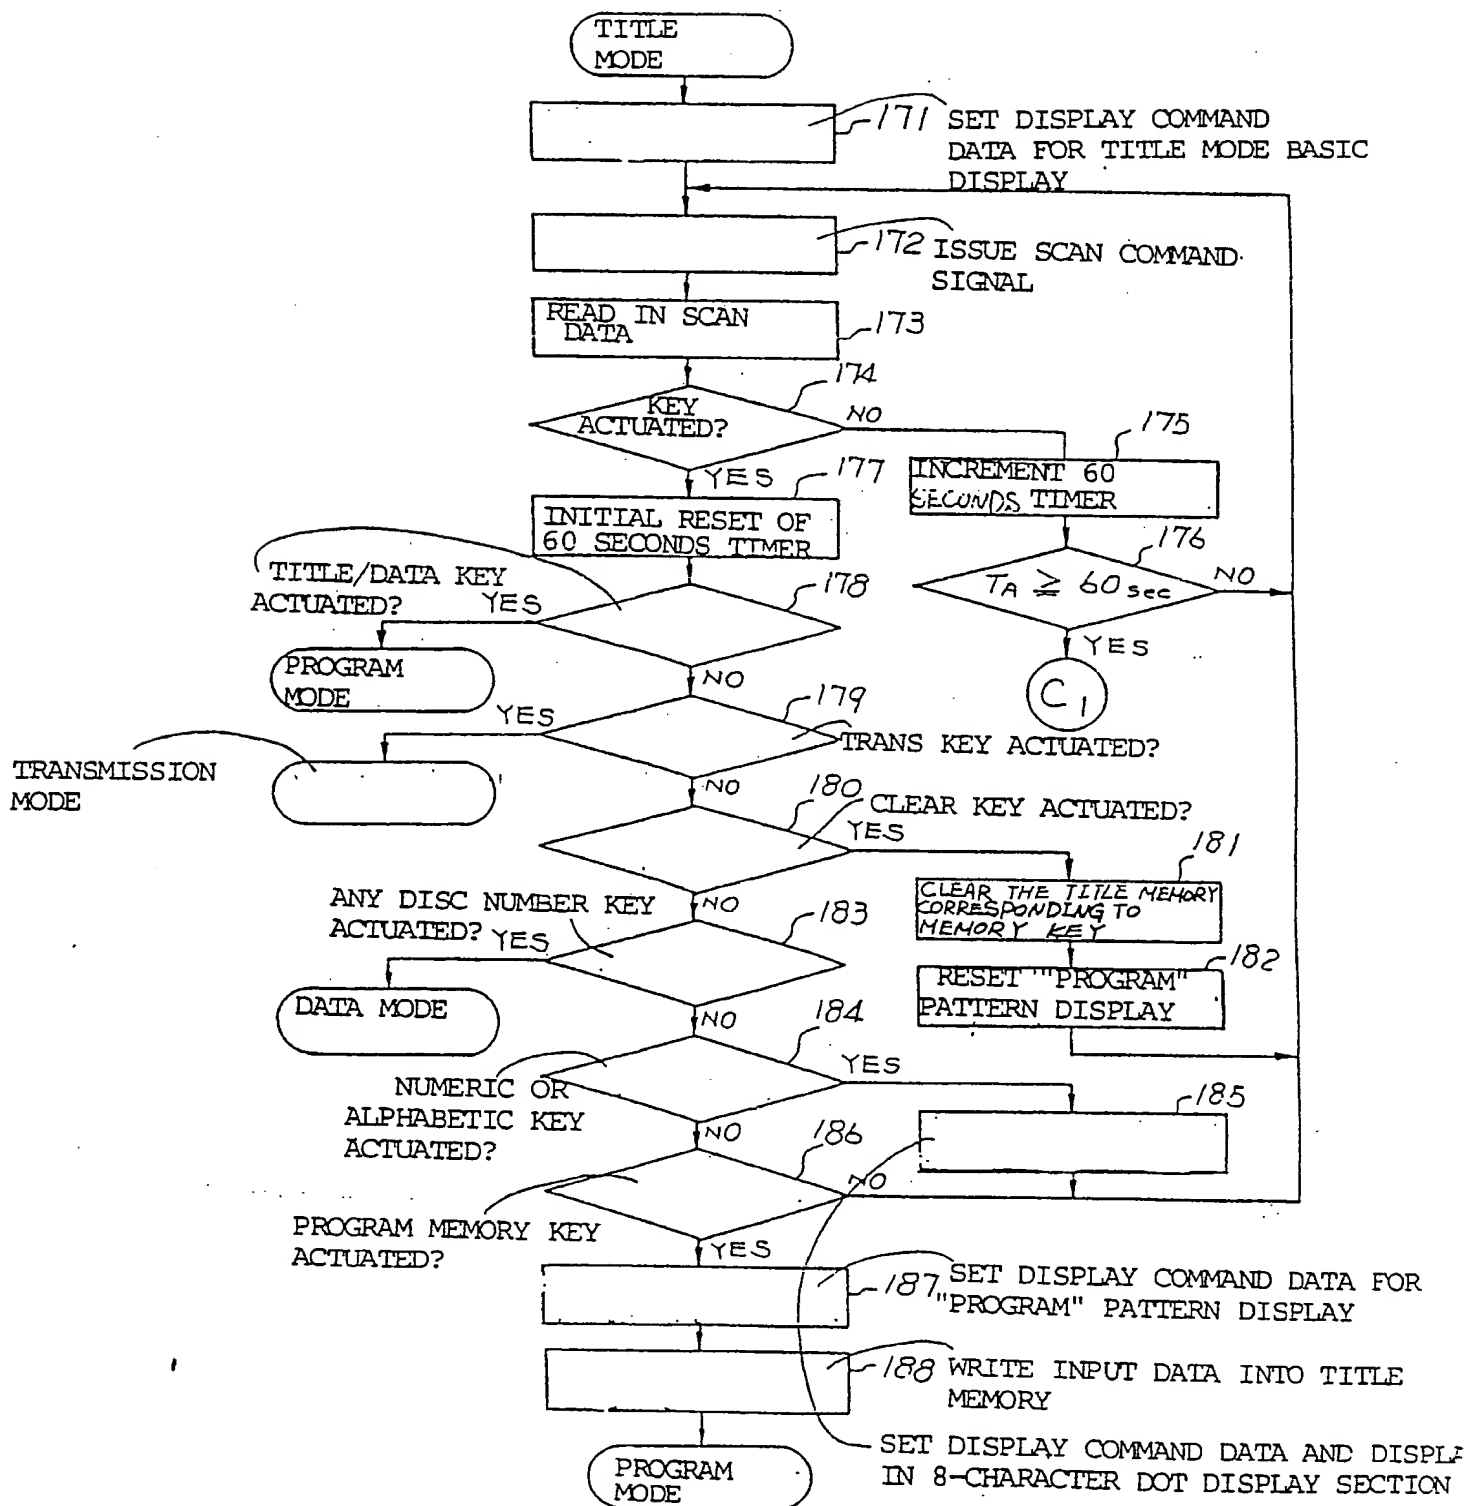 TITLE
MODE
171 SET DISPLAY COMMAND
DATA FOR TITLE MODE BASIC
DISPLAY
172 ISSUE SCAN COMMAND
SIGNAL
READ IN SCAN
DATA
173
174
KEY
ACTUATED?
NO
YES
175
INCREMENT 60
SECONDS TIMER
177
INITIAL RESET OF
60 SECONDS TIMER
176
TA ≧ 60 sec
NO
YES
C1
TITLE/DATA KEY
ACTUATED?
YES
178
PROGRAM
MODE
NO
179
YES
TRANS KEY ACTUATED?
TRANSMISSION
MODE
NO
180
CLEAR KEY ACTUATED?
YES
181
CLEAR THE TITLE MEMORY
CORRESPONDING TO
MEMORY KEY
ANY DISC NUMBER KEY
ACTUATED?
YES
NO
183
182
RESET '"PROGRAM"
PATTERN DISPLAY
DATA MODE
NO
184
YES
NUMERIC OR
ALPHABETIC KEY
ACTUATED?
185
NO
186
NO
PROGRAM MEMORY KEY
ACTUATED?
YES
187 SET DISPLAY COMMAND DATA FOR
"PROGRAM" PATTERN DISPLAY
188 WRITE INPUT DATA INTO TITLE
MEMORY
SET DISPLAY COMMAND DATA AND DISPLA
IN 8-CHARACTER DOT DISPLAY SECTION
PROGRAM
MODE